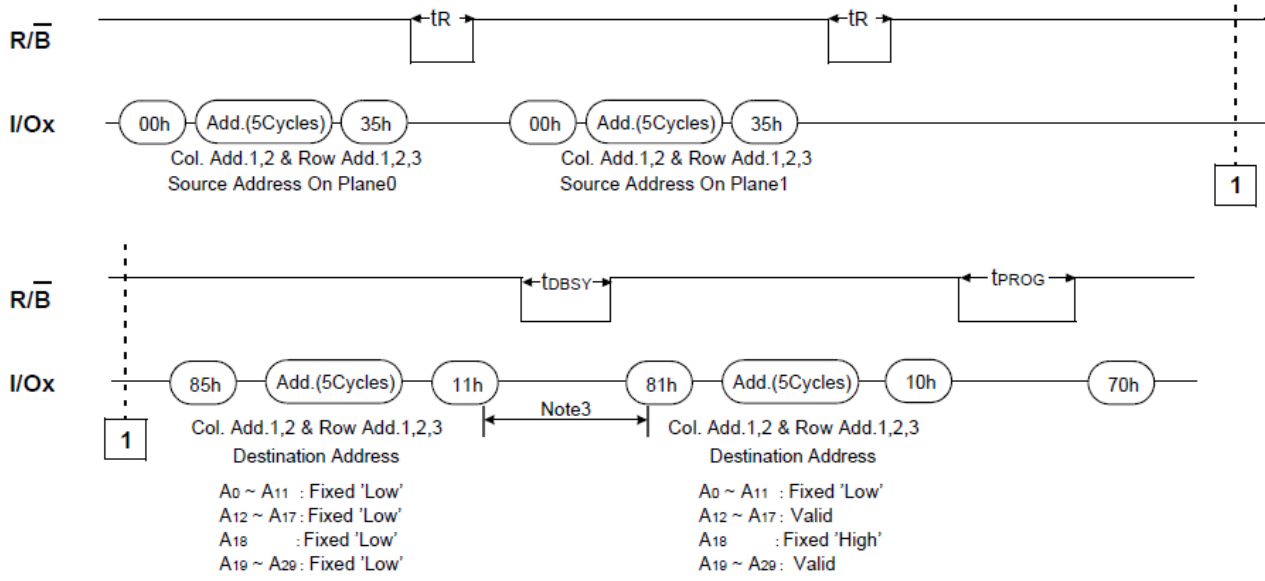 R/B̅ tR tR
I/Ox 00h Add.(5Cycles) 35h 00h Add.(5Cycles) 35h
Col. Add.1,2 & Row Add.1,2,3 Col. Add.1,2 & Row Add.1,2,3
Source Address On Plane0 Source Address On Plane1
1
R/B̅ tDBSY tPROG
I/Ox 85h Add.(5Cycles) 11h Note3 81h Add.(5Cycles) 10h 70h
1
Col. Add.1,2 & Row Add.1,2,3 Col. Add.1,2 & Row Add.1,2,3
Destination Address Destination Address
A0 ~ A11 : Fixed 'Low' A0 ~ A11 : Fixed 'Low'
A12 ~ A17 : Fixed 'Low' A12 ~ A17 : Valid
A18 : Fixed 'Low' A18 : Fixed 'High'
A19 ~ A29 : Fixed 'Low' A19 ~ A29 : Valid